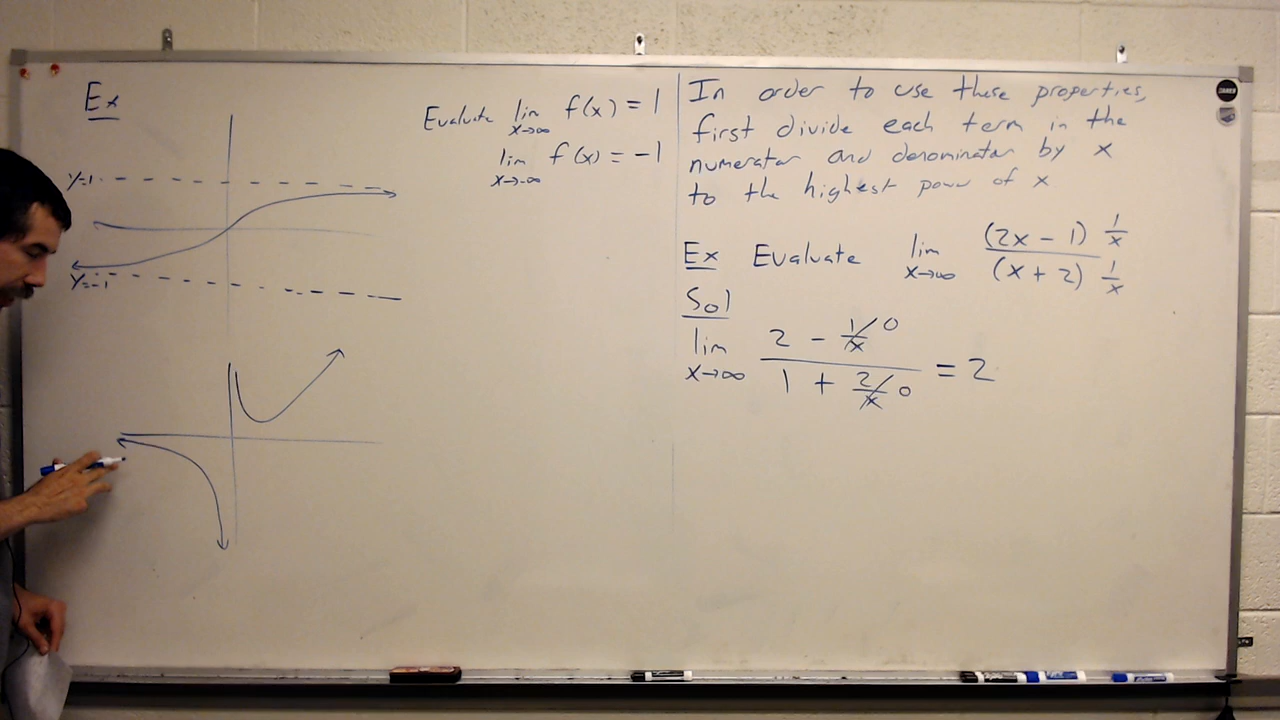 Ex
Evaluate lim x→∞ f(x) = 1
lim x→-∞ f(x) = -1
y=1
y=-1
In order to use these properties,
first divide each term in the
numerator and denominator by x
to the highest power of x
Ex Evaluate lim x→∞ (2x - 1) 1/x / (x + 2) 1/x
Sol
lim x→∞ (2 - 1/x 0) / (1 + 2/x 0) = 2